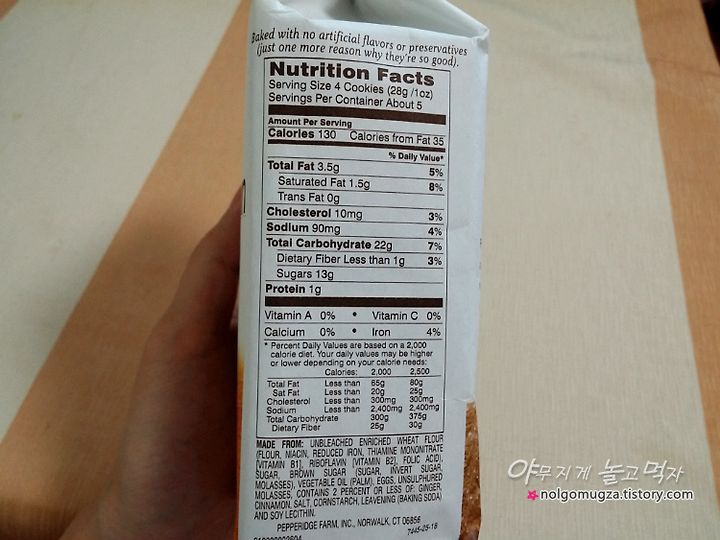 Baked with no artificial flavors or preservatives
(just one more reason why they're so good).
Nutrition Facts
Serving Size 4 Cookies (28g /1oz)
Servings Per Container About 5
Amount Per Serving
Calories 130 Calories from Fat 35
% Daily Value*
Total Fat 3.5g 5%
Saturated Fat 1.5g 8%
Trans Fat 0g
Cholesterol 10mg 3%
Sodium 90mg 4%
Total Carbohydrate 22g 7%
Dietary Fiber Less than 1g 3%
Sugars 13g
Protein 1g
Vitamin A 0% • Vitamin C 0%
Calcium 0% • Iron 4%
* Percent Daily Values are based on a 2,000
calorie diet. Your daily values may be higher
or lower depending on your calorie needs:
Calories: 2,000 2,500
Total Fat Less than 65g 80g
Sat Fat Less than 20g 25g
Cholesterol Less than 300mg 300mg
Sodium Less than 2,400mg 2,400mg
Total Carbohydrate 300g 375g
Dietary Fiber 25g 30g
MADE FROM: UNBLEACHED ENRICHED WHEAT FLOUR
(FLOUR, NIACIN, REDUCED IRON, THIAMINE MONONITRATE
[VITAMIN B1], RIBOFLAVIN [VITAMIN B2], FOLIC ACID),
SUGAR, BROWN SUGAR (SUGAR, INVERT SUGAR,
MOLASSES), VEGETABLE OIL (PALM), EGGS, UNSULPHURED
MOLASSES, CONTAINS 2 PERCENT OR LESS OF: GINGER,
CINNAMON, SALT, CORNSTARCH, LEAVENING (BAKING SODA)
AND SOY LECITHIN.
PEPPERIDGE FARM, INC., NORWALK, CT 06856
7445-05-18
야무지게 놀고먹자
nolgomugza.tistory.com